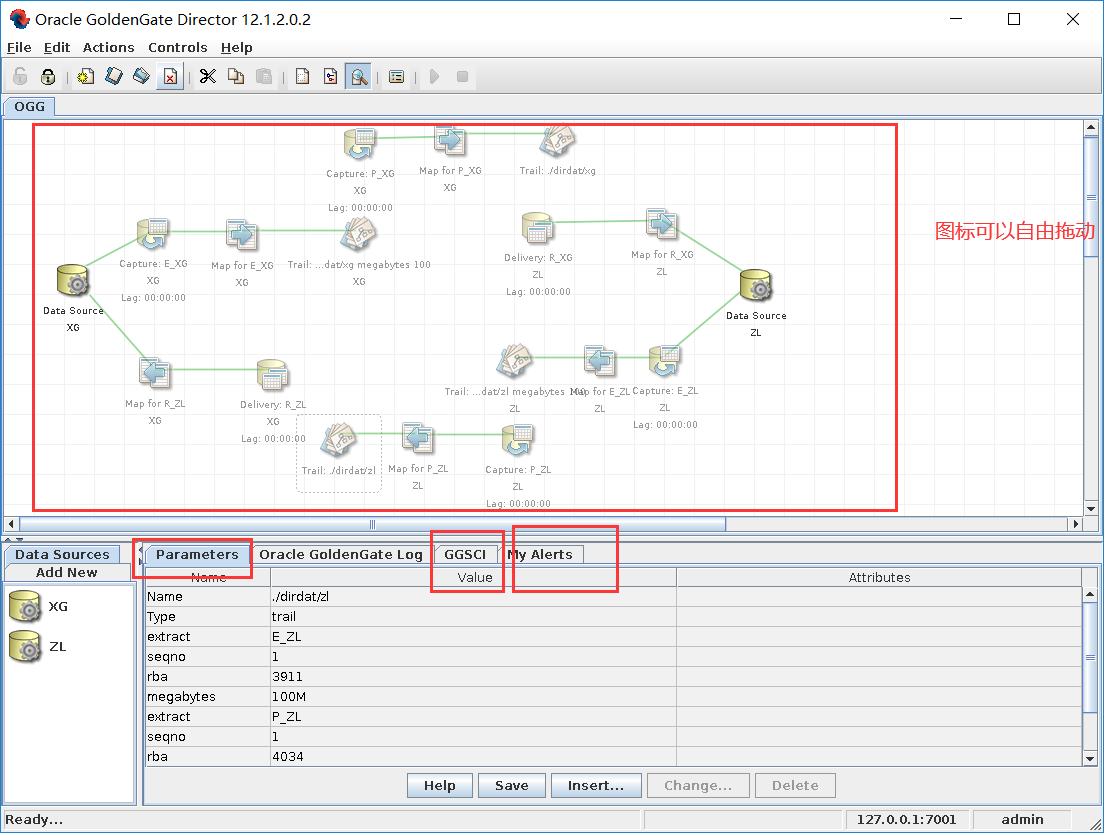 Oracle GoldenGate Director 12.1.2.0.2
File Edit Actions Controls Help
OGG
Capture: P_XG
XG
Lag: 00:00:00
Map for P_XG
XG
Trail: ./dirdat/xg
Capture: E_XG
XG
Lag: 00:00:00
Map for E_XG
XG
Trail: ...dat/xg megabytes 100
XG
Delivery: R_XG
ZL
Lag: 00:00:00
Map for R_XG
ZL
图标可以自由拖动
Data Source
XG
Data Source
ZL
Map for R_ZL
XG
Delivery: R_ZL
XG
Lag: 00:00:00
Trail: ...dat/zl megabytes 100
ZL
Map for E_ZL
ZL
Capture: E_ZL
ZL
Lag: 00:00:00
Trail: ./dirdat/zl
Map for P_ZL
ZL
Capture: P_ZL
ZL
Lag: 00:00:00
Data Sources
Add New
XG
ZL
Parameters Oracle GoldenGate Log GGSCI My Alerts
Name Value Attributes
Name ./dirdat/zl
Type trail
extract E_ZL
seqno 1
rba 3911
megabytes 100M
extract P_ZL
seqno 1
rba 4034
Help Save Insert... Change... Delete
Ready... 127.0.0.1:7001 admin